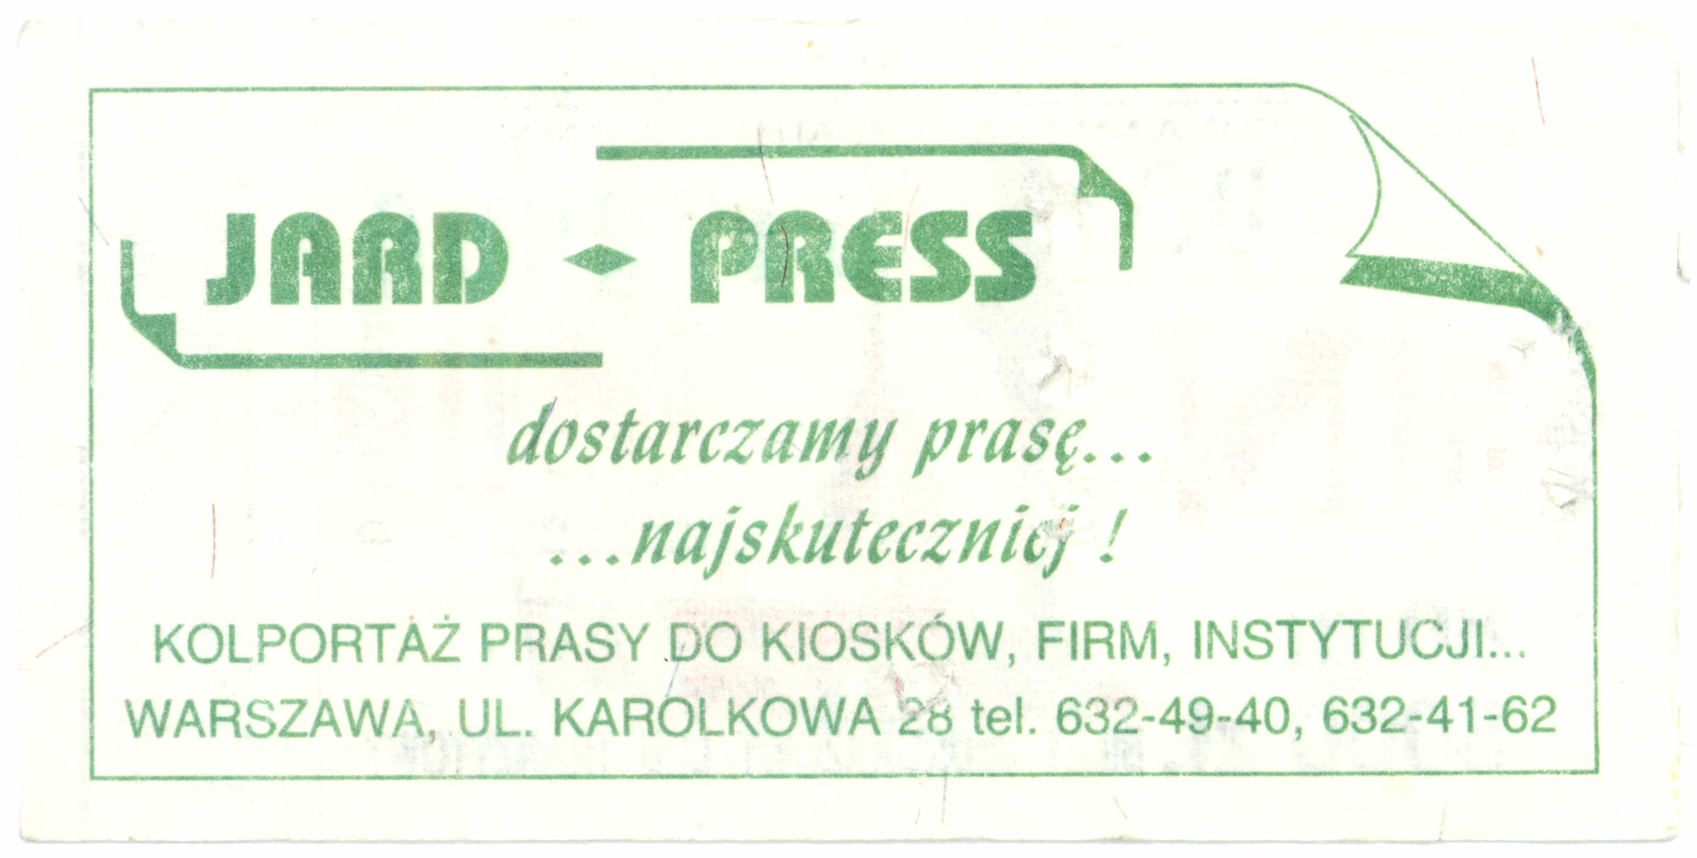 JARD PRESS
dostarczamy prasę...
...najskuteczniej !
KOLPORTAŻ PRASY DO KIOSKÓW, FIRM, INSTYTUCJI...
WARSZAWA, UL. KAROLKOWA 28 tel. 632-49-40, 632-41-62